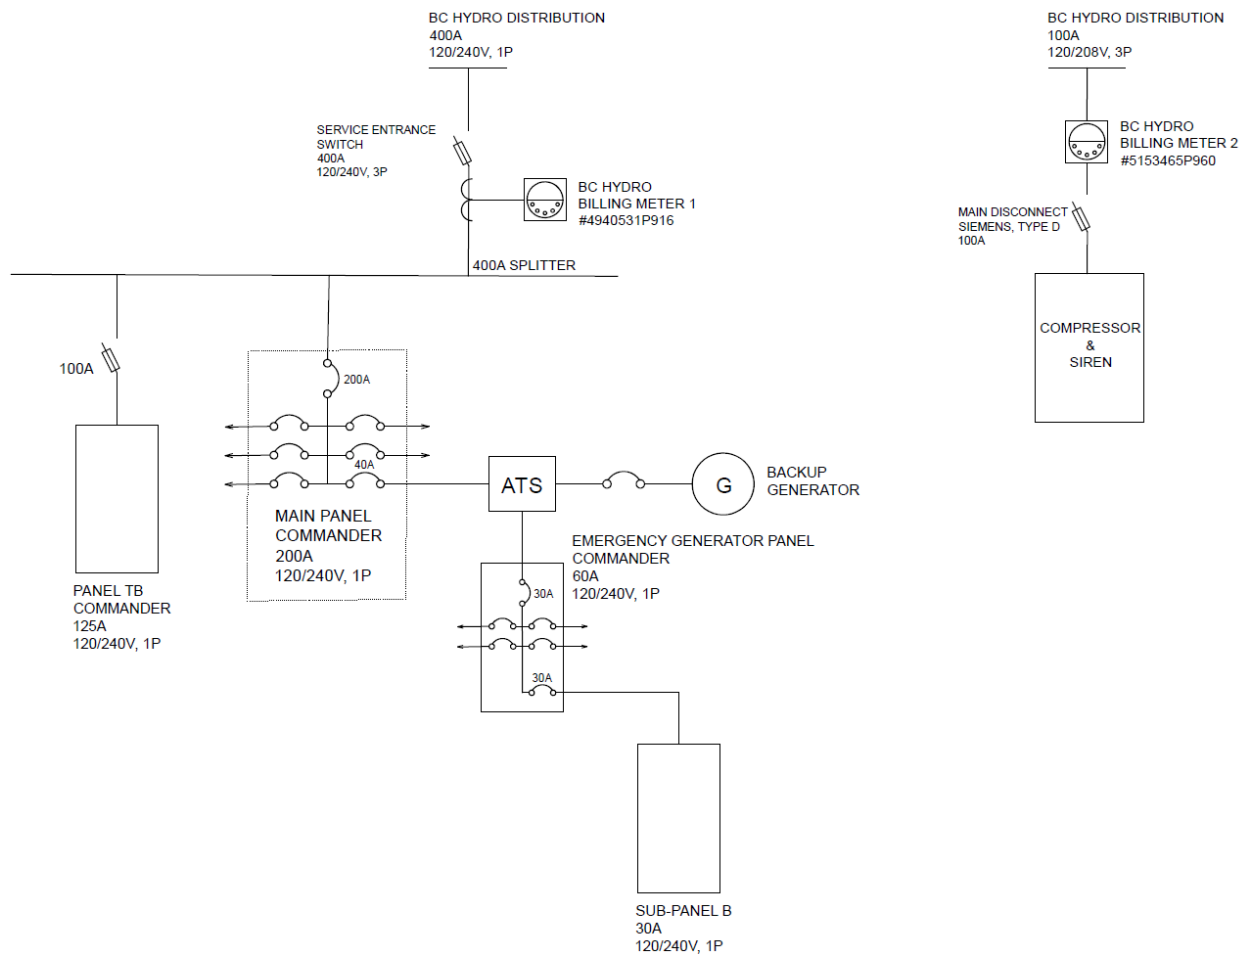 BC HYDRO DISTRIBUTION
400A
120/240V, 1P
BC HYDRO DISTRIBUTION
100A
120/208V, 3P
SERVICE ENTRANCE
SWITCH
400A
120/240V, 3P
BC HYDRO
BILLING METER 1
#4940531P916
BC HYDRO
BILLING METER 2
#5153465P960
MAIN DISCONNECT
SIEMENS, TYPE D
100A
400A SPLITTER
COMPRESSOR
&
SIREN
100A
200A
40A
ATS
G
BACKUP
GENERATOR
MAIN PANEL
COMMANDER
200A
120/240V, 1P
EMERGENCY GENERATOR PANEL
COMMANDER
60A
120/240V, 1P
30A
30A
PANEL TB
COMMANDER
125A
120/240V, 1P
SUB-PANEL B
30A
120/240V, 1P